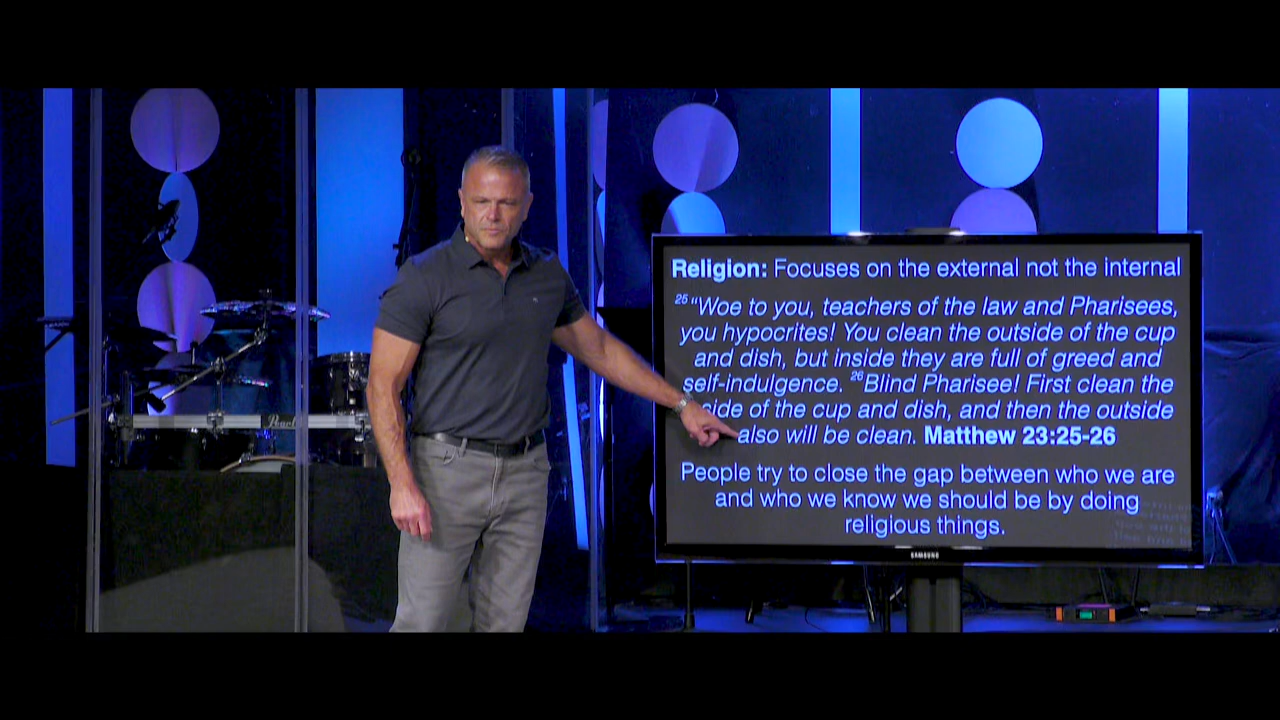 Religion: Focuses on the external not the internal
25 “Woe to you, teachers of the law and Pharisees,
you hypocrites! You clean the outside of the cup
and dish, but inside they are full of greed and
self-indulgence. 26 Blind Pharisee! First clean the
side of the cup and dish, and then the outside
also will be clean. Matthew 23:25-26
People try to close the gap between who we are
and who we know we should be by doing
religious things.
SAMSUNG
Pearl